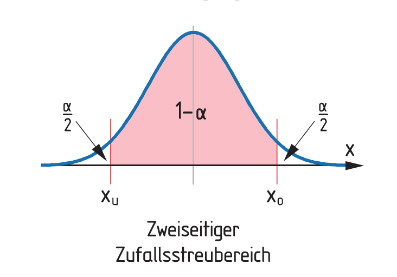 1–α
α/2
α/2
x
xu
xo
Zweiseitiger
Zufallsstreubereich